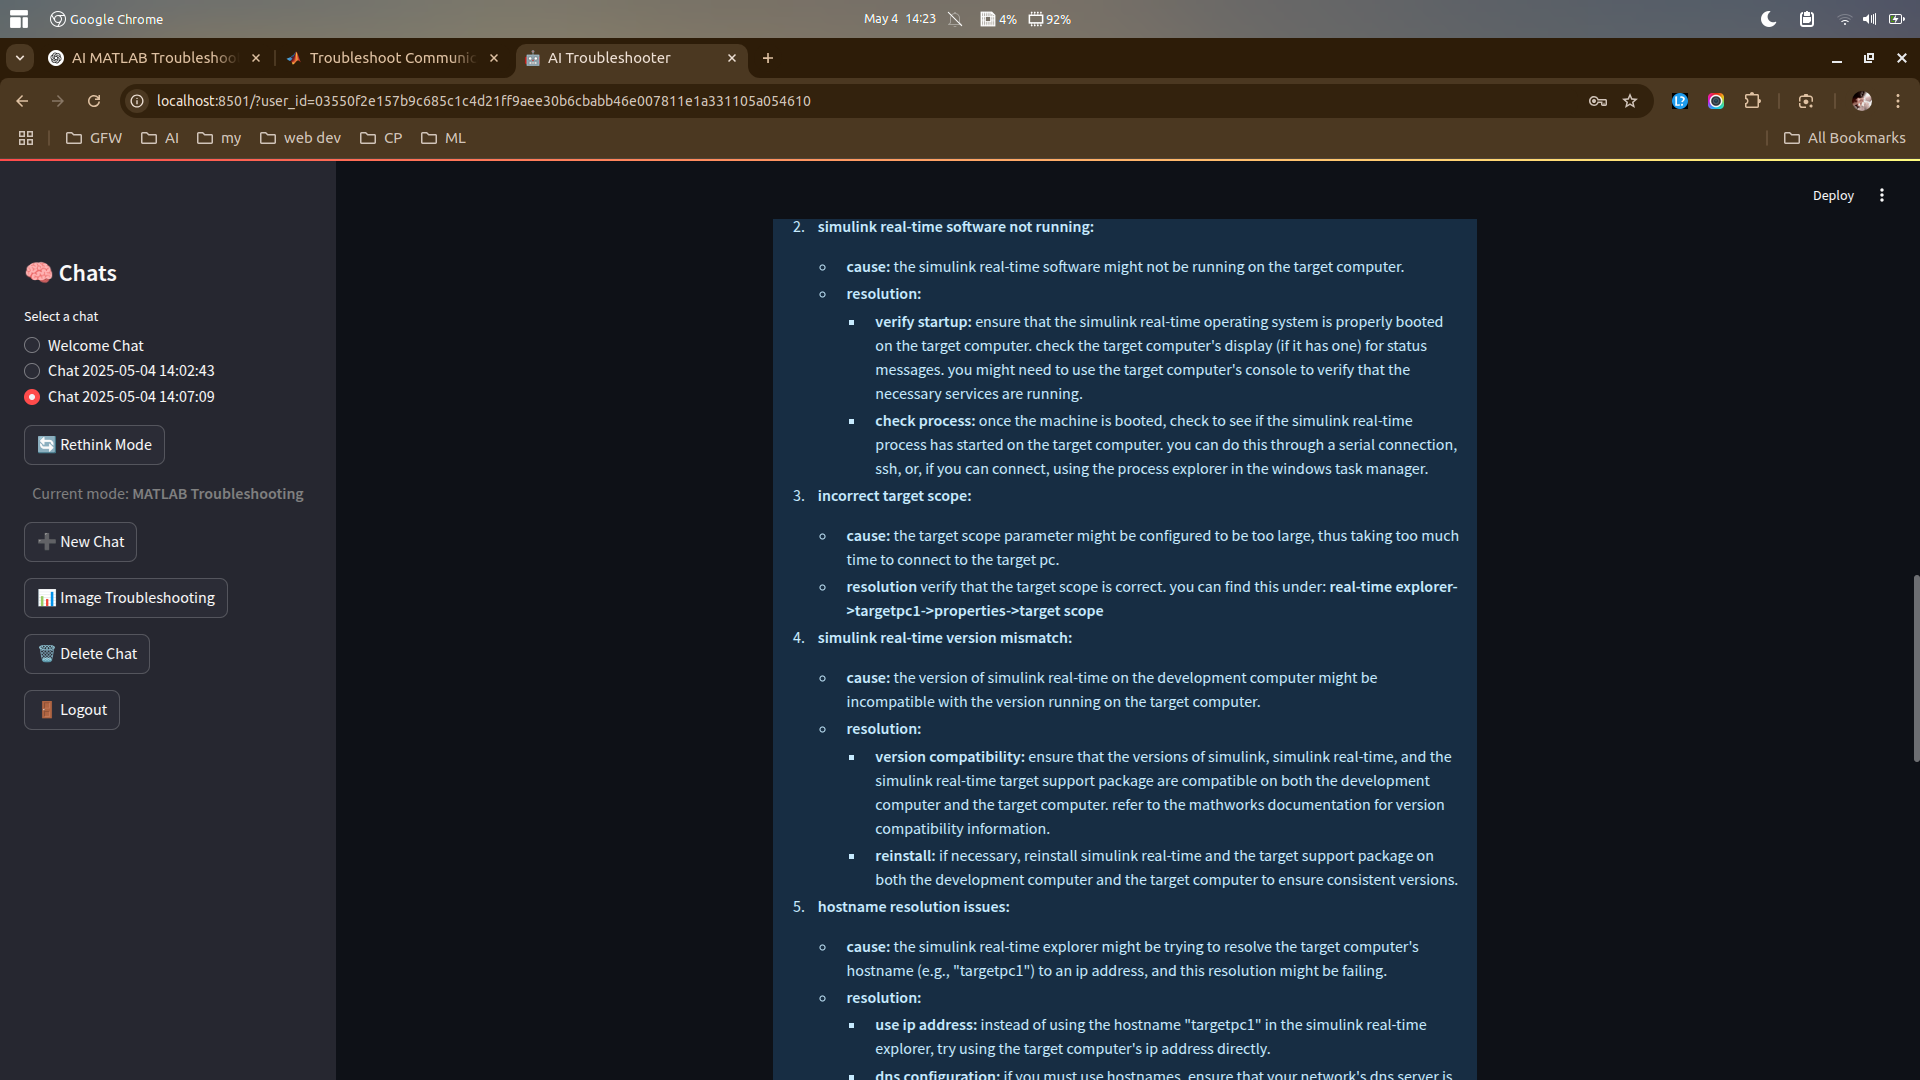 Google Chrome
May 4 14:23
4%
92%
AI MATLAB Troubleshoo
Troubleshoot Communic
AI Troubleshooter
localhost:8501/?user_id=03550f2e157b9c685c1c4d21ff9aee30b6cbabb46e007811e1a331105a054610
GFW
AI
my
web dev
CP
ML
All Bookmarks
Deploy
Chats
Select a chat
Welcome Chat
Chat 2025-05-04 14:02:43
Chat 2025-05-04 14:07:09
Rethink Mode
Current mode: MATLAB Troubleshooting
New Chat
Image Troubleshooting
Delete Chat
Logout
2. simulink real-time software not running:
cause: the simulink real-time software might not be running on the target computer.
resolution:
verify startup: ensure that the simulink real-time operating system is properly booted
on the target computer. check the target computer's display (if it has one) for status
messages. you might need to use the target computer's console to verify that the
necessary services are running.
check process: once the machine is booted, check to see if the simulink real-time
process has started on the target computer. you can do this through a serial connection,
ssh, or, if you can connect, using the process explorer in the windows task manager.
3. incorrect target scope:
cause: the target scope parameter might be configured to be too large, thus taking too much
time to connect to the target pc.
resolution verify that the target scope is correct. you can find this under: real-time explorer-
>targetpc1->properties->target scope
4. simulink real-time version mismatch:
cause: the version of simulink real-time on the development computer might be
incompatible with the version running on the target computer.
resolution:
version compatibility: ensure that the versions of simulink, simulink real-time, and the
simulink real-time target support package are compatible on both the development
computer and the target computer. refer to the mathworks documentation for version
compatibility information.
reinstall: if necessary, reinstall simulink real-time and the target support package on
both the development computer and the target computer to ensure consistent versions.
5. hostname resolution issues:
cause: the simulink real-time explorer might be trying to resolve the target computer's
hostname (e.g., "targetpc1") to an ip address, and this resolution might be failing.
resolution:
use ip address: instead of using the hostname "targetpc1" in the simulink real-time
explorer, try using the target computer's ip address directly.
dns configuration: if you must use hostnames, ensure that your network's dns server is